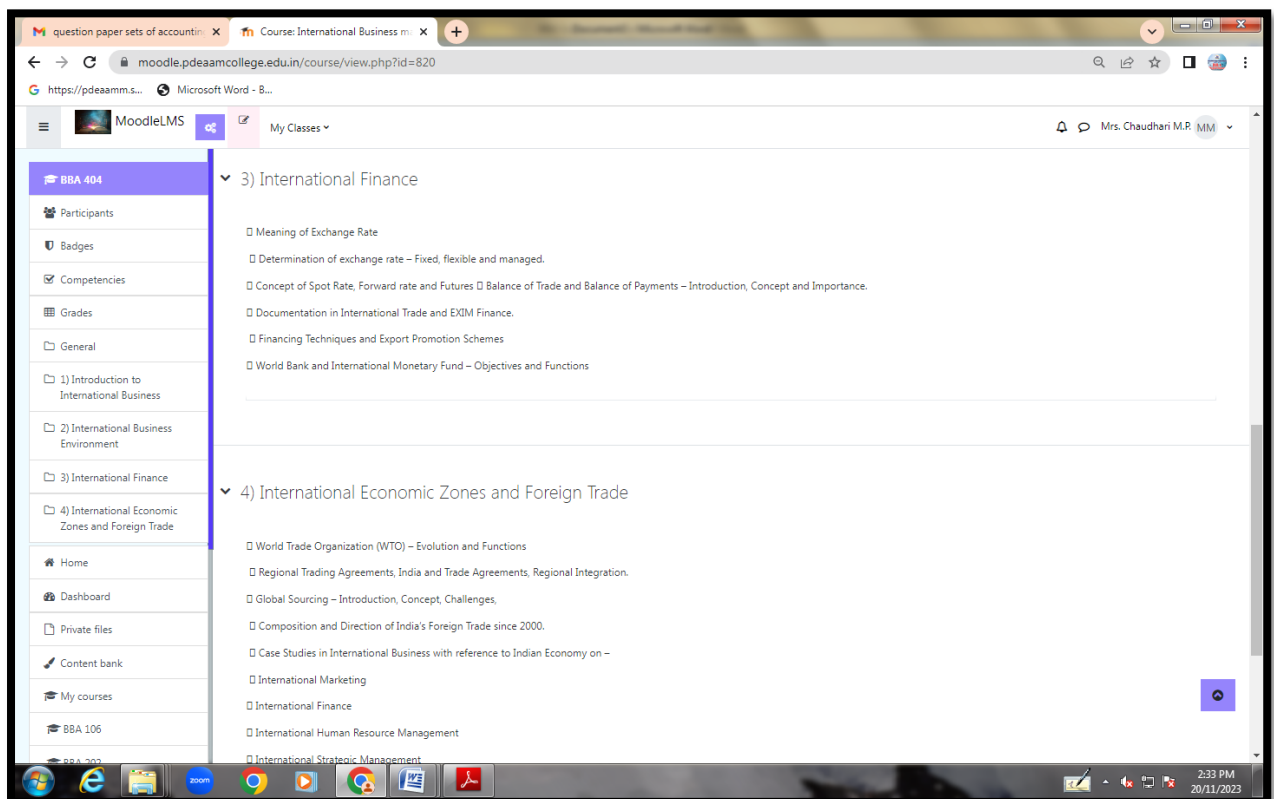 question paper sets of accountin
Course: International Business m
moodle.pdeaamcollege.edu.in/course/view.php?id=820
https://pdeaamm.s...
Microsoft Word - B...
MoodleLMS
My Classes
Mrs. Chaudhari M.P. MM
BBA 404
Participants
Badges
Competencies
Grades
General
1) Introduction to
International Business
2) International Business
Environment
3) International Finance
4) International Economic
Zones and Foreign Trade
Home
Dashboard
Private files
Content bank
My courses
BBA 106
BBA 202
3) International Finance
Meaning of Exchange Rate
Determination of exchange rate – Fixed, flexible and managed.
Concept of Spot Rate, Forward rate and Futures  Balance of Trade and Balance of Payments – Introduction, Concept and Importance.
Documentation in International Trade and EXIM Finance.
Financing Techniques and Export Promotion Schemes
World Bank and International Monetary Fund – Objectives and Functions
4) International Economic Zones and Foreign Trade
World Trade Organization (WTO) – Evolution and Functions
Regional Trading Agreements, India and Trade Agreements, Regional Integration.
Global Sourcing – Introduction, Concept, Challenges,
Composition and Direction of India's Foreign Trade since 2000.
Case Studies in International Business with reference to Indian Economy on –
International Marketing
International Finance
International Human Resource Management
International Strategic Management
zoom
2:33 PM
20/11/2023